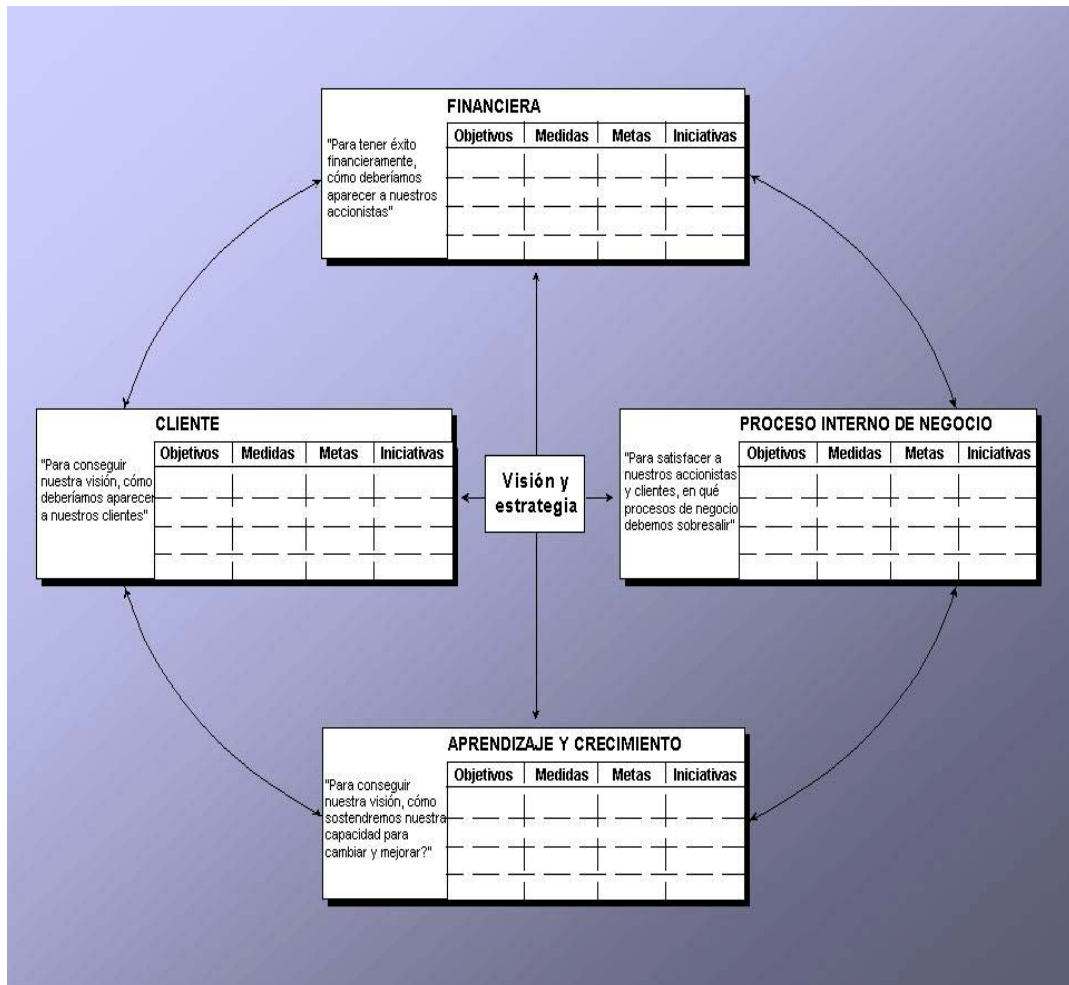 FINANCIERA
Objetivos Medidas Metas Iniciativas
"Para tener éxito
financieramente,
cómo deberíamos
aparecer a nuestros
accionistas"
CLIENTE
Objetivos Medidas Metas Iniciativas
"Para conseguir
nuestra visión, cómo
deberíamos aparecer
a nuestros clientes"
Visión y
estrategia
PROCESO INTERNO DE NEGOCIO
Objetivos Medidas Metas Iniciativas
"Para satisfacer a
nuestros accionistas
y clientes, en qué
procesos de negocio
debemos sobresalir"
APRENDIZAJE Y CRECIMIENTO
Objetivos Medidas Metas Iniciativas
"Para conseguir
nuestra visión, cómo
sostendremos nuestra
capacidad para
cambiar y mejorar?"